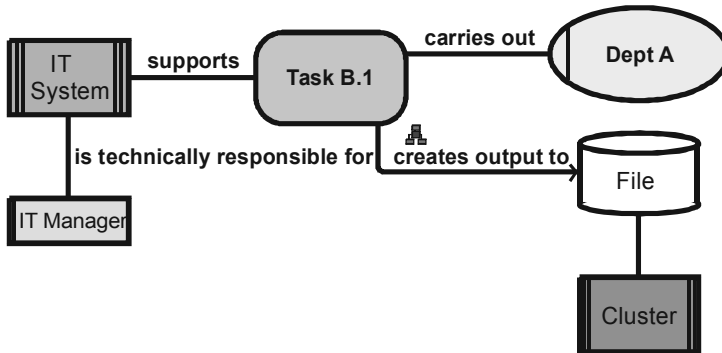 IT
System
supports
Task B.1
carries out
Dept A
is technically responsible for
creates output to
File
IT Manager
Cluster